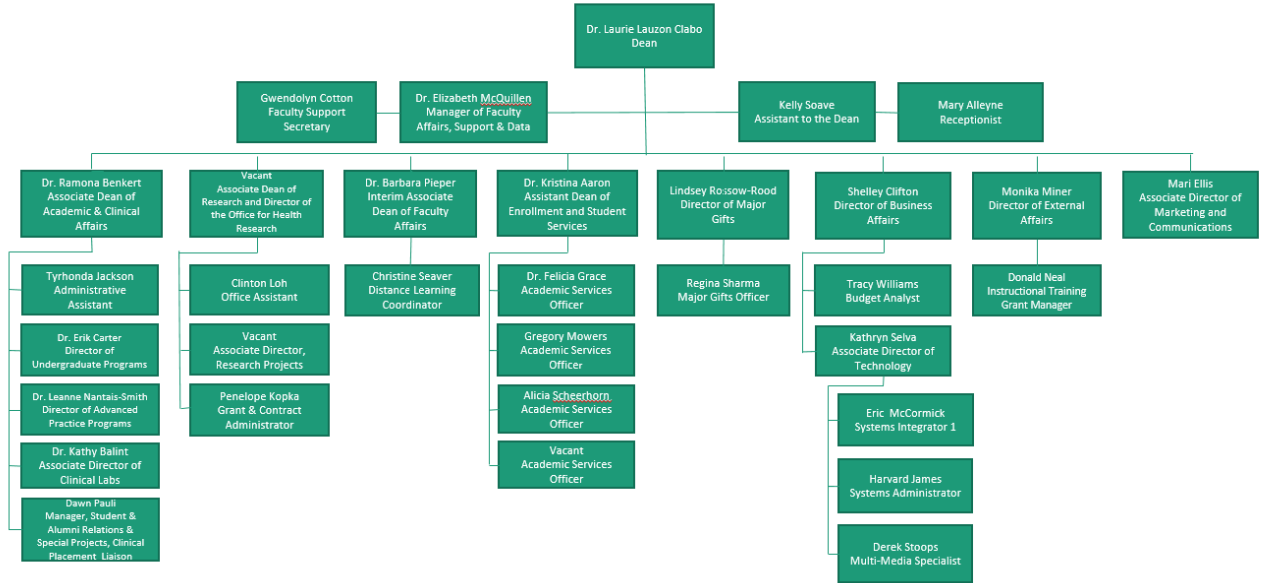 Dr. Laurie Lauzon Clabo
Dean
Gwendolyn Cotton
Faculty Support
Secretary
Dr. Elizabeth McQuillen
Manager of Faculty
Affairs, Support & Data
Kelly Soave
Assistant to the Dean
Mary Alleyne
Receptionist
Dr. Ramona Benkert
Associate Dean of
Academic & Clinical
Affairs
Vacant
Associate Dean of
Research and Director of
the Office for Health
Research
Dr. Barbara Pieper
Interim Associate
Dean of Faculty
Affairs
Dr. Kristina Aaron
Assistant Dean of
Enrollment and Student
Services
Lindsey Rossow-Rood
Director of Major
Gifts
Shelley Clifton
Director of Business
Affairs
Monika Miner
Director of External
Affairs
Mari Ellis
Associate Director of
Marketing and
Communications
Tyrhonda Jackson
Administrative
Assistant
Dr. Erik Carter
Director of
Undergraduate Programs
Dr. Leanne Nantais-Smith
Director of Advanced
Practice Programs
Dr. Kathy Balint
Associate Director of
Clinical Labs
Dawn Pauli
Manager, Student &
Alumni Relations &
Special Projects, Clinical
Placement Liaison
Clinton Loh
Office Assistant
Vacant
Associate Director,
Research Projects
Penelope Kopka
Grant & Contract
Administrator
Christine Seaver
Distance Learning
Coordinator
Dr. Felicia Grace
Academic Services
Officer
Gregory Mowers
Academic Services
Officer
Alicia Scheerhorn
Academic Services
Officer
Vacant
Academic Services
Officer
Regina Sharma
Major Gifts Officer
Tracy Williams
Budget Analyst
Kathryn Selva
Associate Director of
Technology
Eric McCormick
Systems Integrator 1
Harvard James
Systems Administrator
Derek Stoops
Multi-Media Specialist
Donald Neal
Instructional Training
Grant Manager